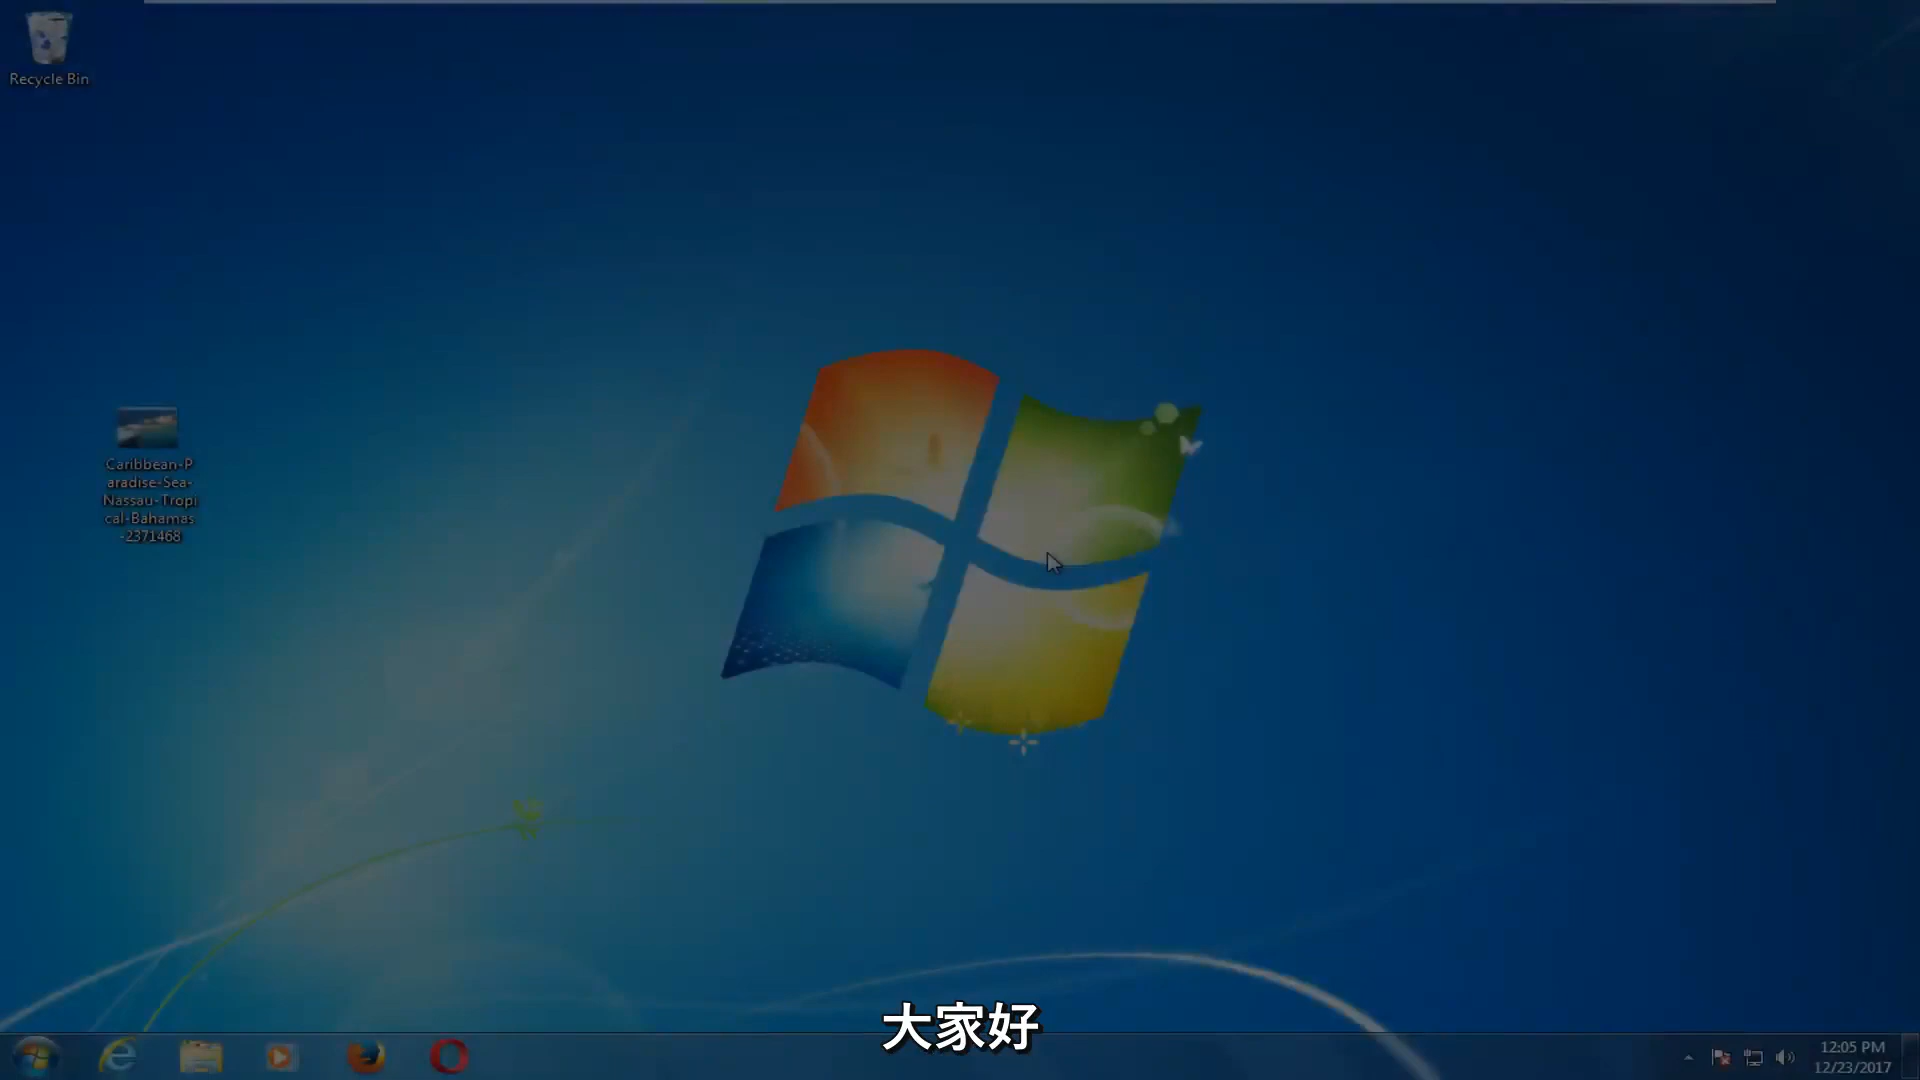 Recycle Bin
Caribbean-P
aradise-Sea-
Nassau-Tropi
cal-Bahamas
-2371468
大家好
12:05 PM
12/23/2017